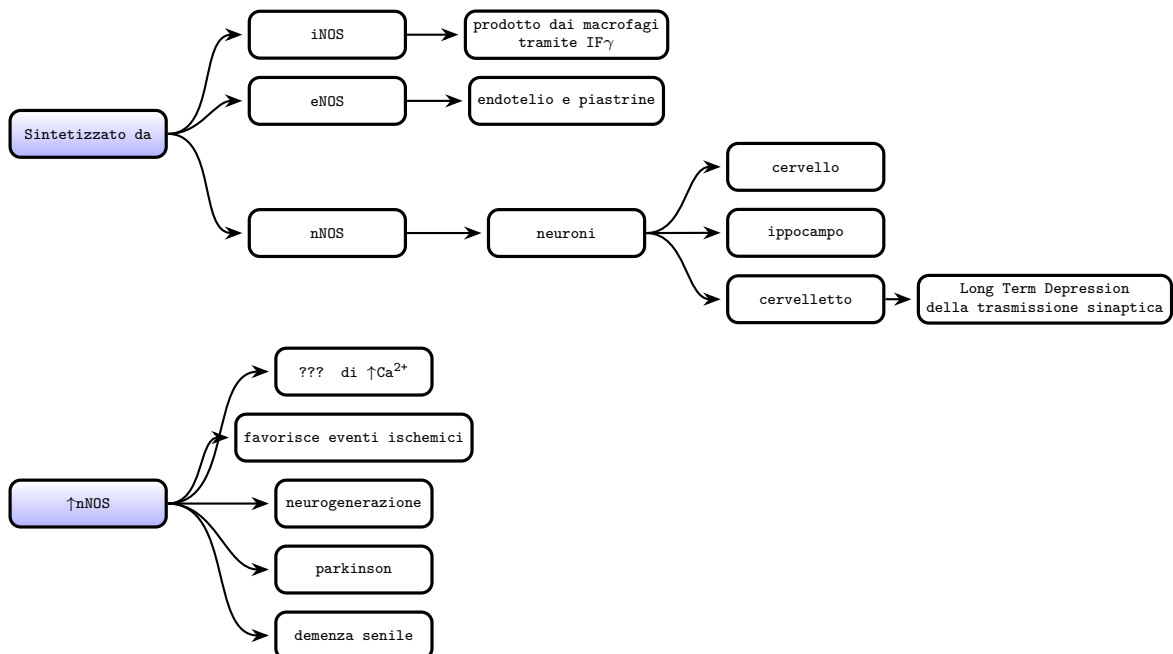 iNOS
prodotto dai macrofagi
tramite IFγ
eNOS
endotelio e piastrine
Sintetizzato da
cervello
nNOS
neuroni
ippocampo
cervelletto
Long Term Depression
della trasmissione sinaptica
??? di ↑Ca²⁺
favorisce eventi ischemici
↑nNOS
neurogenerazione
parkinson
demenza senile